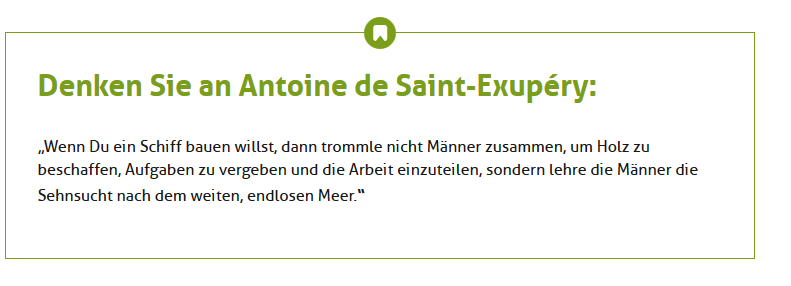 Denken Sie an Antoine de Saint-Exupéry:
„Wenn Du ein Schiff bauen willst, dann trommle nicht Männer zusammen, um Holz zu
beschaffen, Aufgaben zu vergeben und die Arbeit einzuteilen, sondern lehre die Männer die
Sehnsucht nach dem weiten, endlosen Meer.“